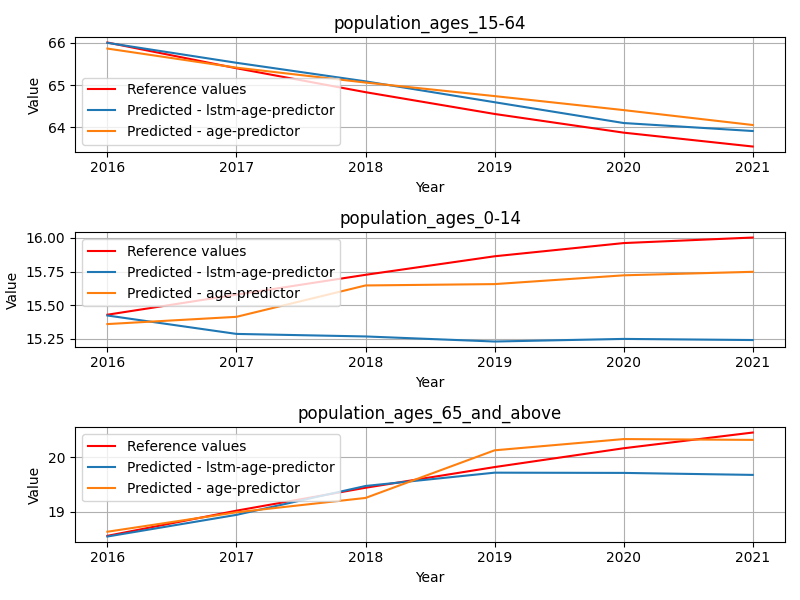 population_ages_15-64
66
65
64
Value
Reference values
Predicted - lstm-age-predictor
Predicted - age-predictor
2016 2017 2018 2019 2020 2021
Year
population_ages_0-14
16.00
15.75
15.50
15.25
Value
Reference values
Predicted - lstm-age-predictor
Predicted - age-predictor
2016 2017 2018 2019 2020 2021
Year
population_ages_65_and_above
20
19
Value
Reference values
Predicted - lstm-age-predictor
Predicted - age-predictor
2016 2017 2018 2019 2020 2021
Year